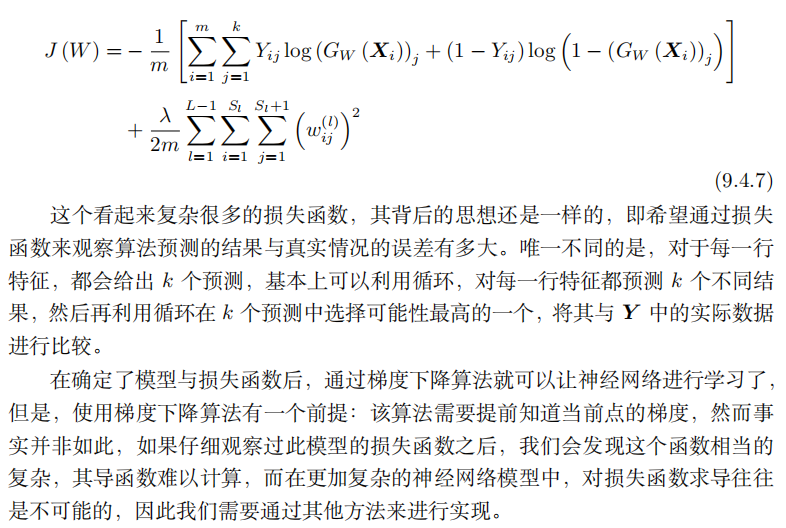 J (W) = − \frac{1}{m} \left[ \sum_{i=1}^{m} \sum_{j=1}^{k} Y_{ij} \log (G_W (\boldsymbol{X}_i))_j + (1 − Y_{ij}) \log \left( 1 − (G_W (\boldsymbol{X}_i))_j \right) \right]
+ \frac{λ}{2m} \sum_{l=1}^{L−1} \sum_{i=1}^{S_l} \sum_{j=1}^{S_l+1} \left( w_{ij}^{(l)} \right)^2
(9.4.7)
这个看起来复杂很多的损失函数，其背后的思想还是一样的，即希望通过损失
函数来观察算法预测的结果与真实情况的误差有多大。唯一不同的是，对于每一行
特征，都会给出 k 个预测，基本上可以利用循环，对每一行特征都预测 k 个不同结
果，然后再利用循环在 k 个预测中选择可能性最高的一个，将其与 Y 中的实际数据
进行比较。
在确定了模型与损失函数后，通过梯度下降算法就可以让神经网络进行学习了，
但是，使用梯度下降算法有一个前提：该算法需要提前知道当前点的梯度，然而事
实并非如此，如果仔细观察过此模型的损失函数之后，我们会发现这个函数相当的
复杂，其导函数难以计算，而在更加复杂的神经网络模型中，对损失函数求导往往
是不可能的，因此我们需要通过其他方法来进行实现。